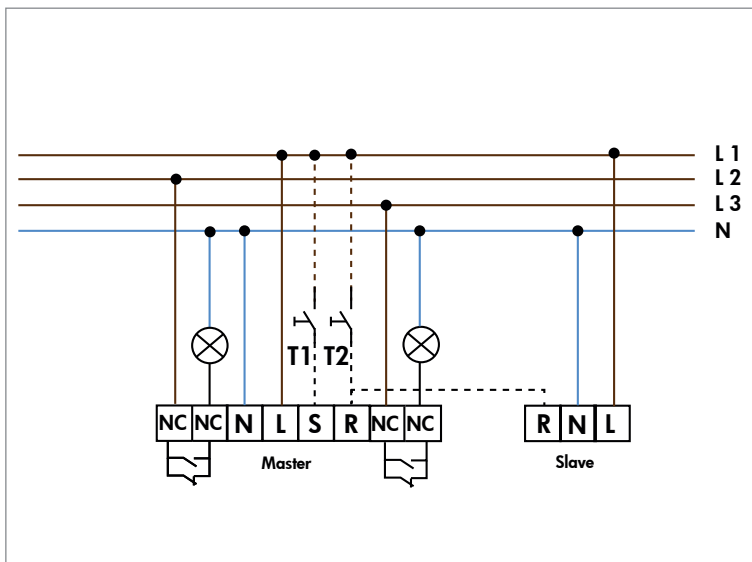 L 1
L 2
L 3
N
T1 T2
NC NC N L S R NC NC R N L
Master Slave